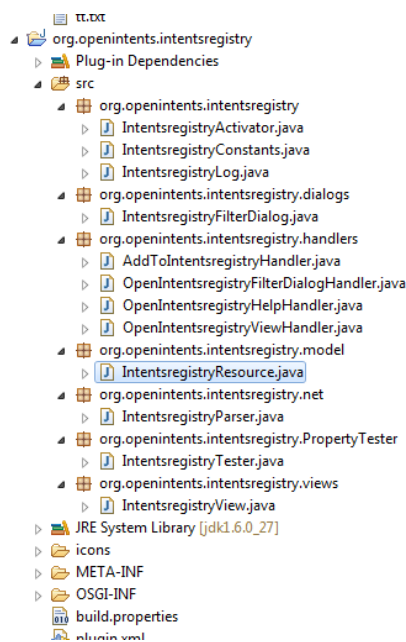 tt.txt
org.openintents.intentsregistry
Plug-in Dependencies
src
org.openintents.intentsregistry
IntentsregistryActivator.java
IntentsregistryConstants.java
IntentsregistryLog.java
org.openintents.intentsregistry.dialogs
IntentsregistryFilterDialog.java
org.openintents.intentsregistry.handlers
AddToIntentsregistryHandler.java
OpenIntentsregistryFilterDialogHandler.java
OpenIntentsregistryHelpHandler.java
OpenIntentsregistryViewHandler.java
org.openintents.intentsregistry.model
IntentsregistryResource.java
org.openintents.intentsregistry.net
IntentsregistryParser.java
org.openintents.intentsregistry.PropertyTester
IntentsregistryTester.java
org.openintents.intentsregistry.views
IntentsregistryView.java
JRE System Library [jdk1.6.0_27]
icons
META-INF
OSGI-INF
build.properties
plugin.xml